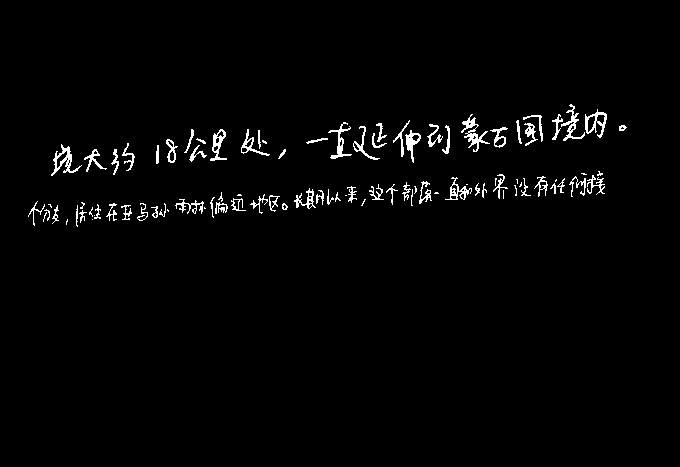 境大约18公里处，一直延伸到蒙古国境内。
个分支，居住在亚马孙雨林偏远地区。长期以来，这个部落一直和外界没有任何接